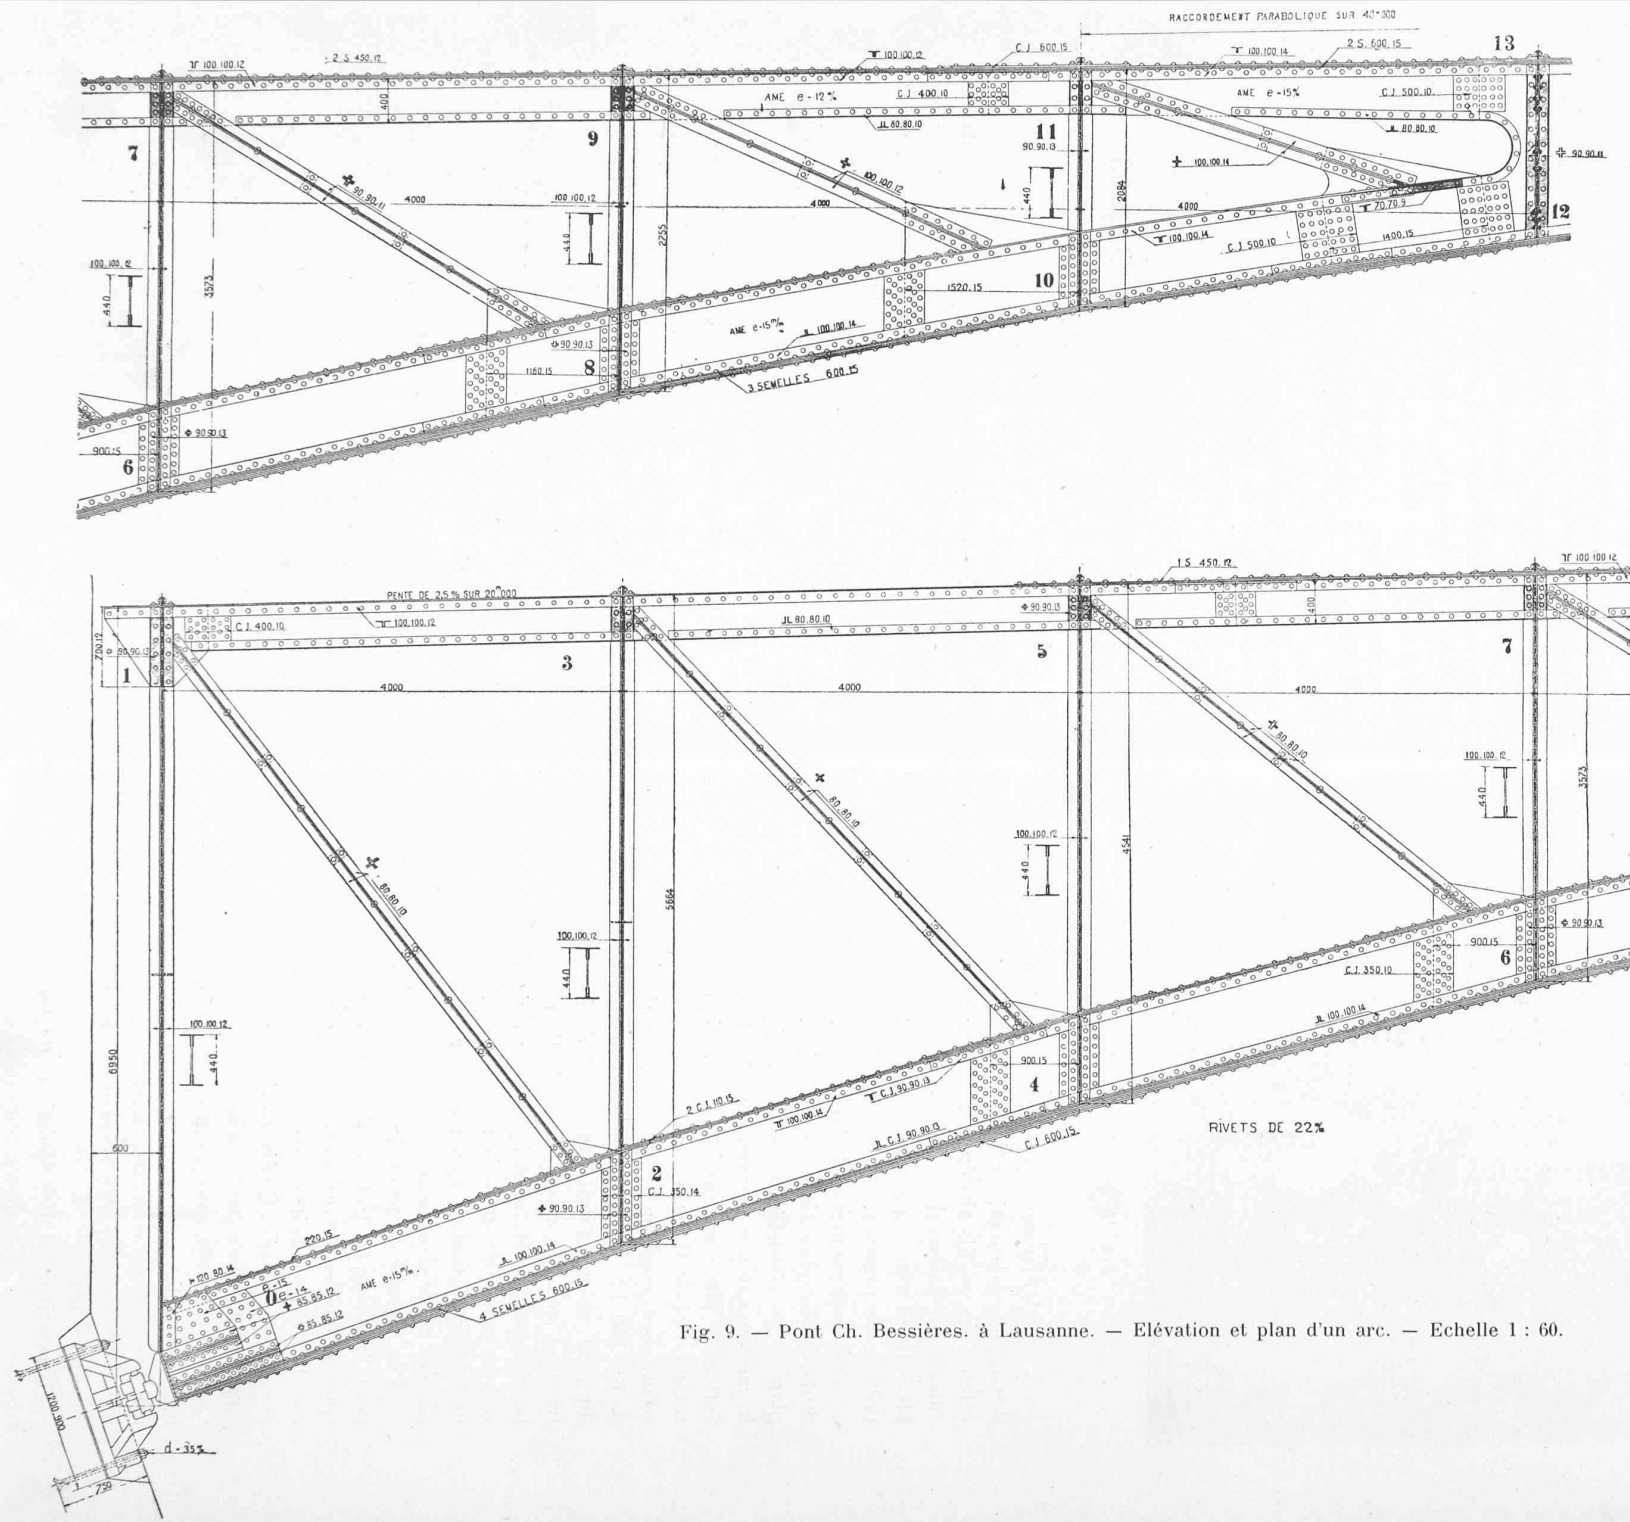 RACCORDEMENT PARABOLIQUE SUR 40.000
100.100.12
2 S. 450.12
100.100.12
C.J. 600.15
100.100.14
2 S. 600.15
13
400
AME e-12%
C.J. 400.10
AME e-15%
C.J. 500.10.
7
9
JL 80.80.10
11
JL 80.80.10
90.90.13
90.90.11
100.100.14
90.90.11
4000
100.100.12
100.100.12
4000
440
2084
4000
70.70.9
12
440
2255
100.100.14
C.J. 500.10
1400.15
100.100.12
440
3573
10
1520.15
AME e-15m/m
JL 100.100.14
90.90.13
8
1160.15
3 SEMELLES 600.15
90.90.13
900.15
6
1 S 450.12
100.100.12
PENTE DE 2,5% SUR 20m000
400
C.J. 400.10.
100.100.12
JL 80.80.10
90.90.13
700.12
90.90.13
1
3
5
7
4000
4000
4000
80.80.10
100.100.12
440
3573
80.80.10
80.80.10
100.100.12
440
4541
5664
100.100.12
440
90.90.13
900.15
6
C.J. 350.10.
100.100.12
440
6950
JL 100.100.14
900.15
4
C.J. 90.90.13
2 C.J. 110.15
100.100.14
RIVETS DE 22%
JL C.J. 90.90.13
C.J 600.15
600
2
C.J. 350.14
90.90.13
220.15
JL 100.100.14
120.80.14
AME e-15m/m.
e-15
0
e-14
85.85.12
85.85.12
4 SEMELLES 600.15
Fig. 9. — Pont Ch. Bessières. à Lausanne. — Elévation et plan d'un arc. — Echelle 1 : 60.
1200.900
d-35%
750